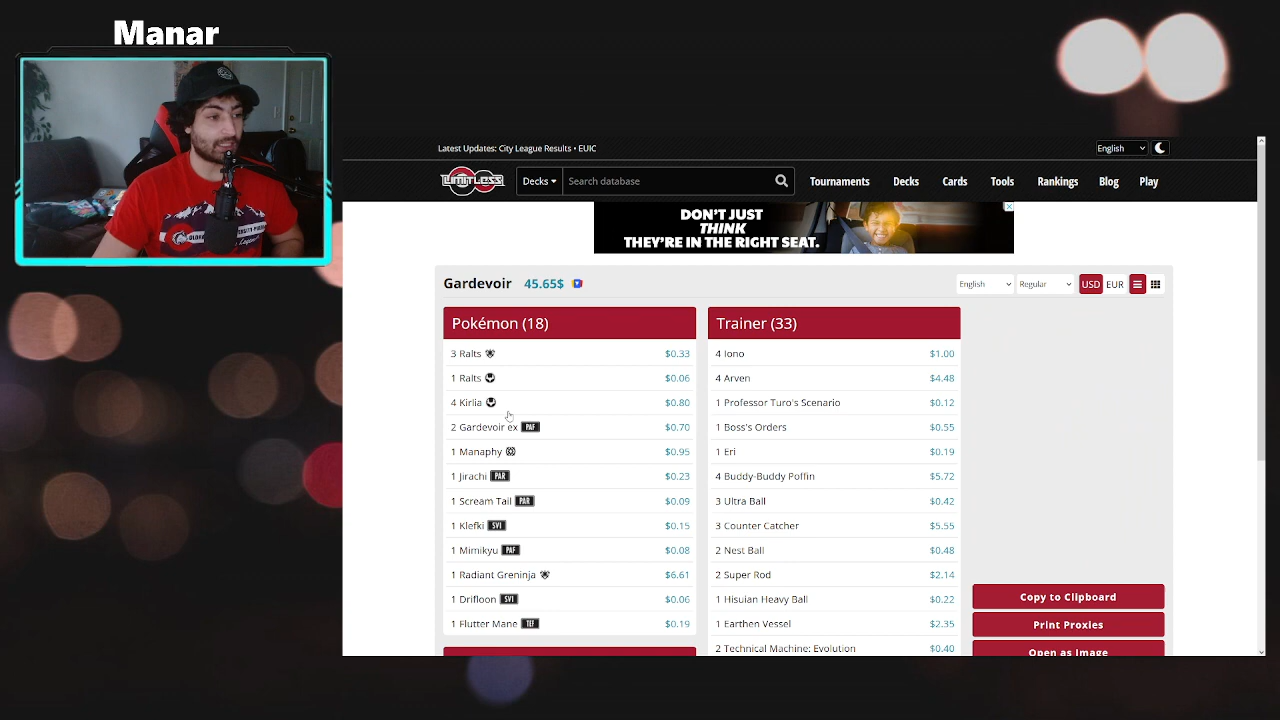 Manar
Latest Updates: City League Results • EUIC
English
LIMITLESS
Decks
Search database
Tournaments
Decks
Cards
Tools
Rankings
Blog
Play
DON'T JUST
THINK
THEY'RE IN THE RIGHT SEAT.
Gardevoir 45.65$
English
Regular
USD
EUR
Pokémon (18)
3 Ralts $0.33
1 Ralts $0.06
4 Kirlia $0.80
2 Gardevoir ex PAF $0.70
1 Manaphy $0.95
1 Jirachi PAR $0.23
1 Scream Tail PAR $0.09
1 Klefki SVI $0.15
1 Mimikyu PAF $0.08
1 Radiant Greninja $6.61
1 Drifloon SVI $0.06
1 Flutter Mane TEF $0.19
Trainer (33)
4 Iono $1.00
4 Arven $4.48
1 Professor Turo's Scenario $0.12
1 Boss's Orders $0.55
1 Eri $0.19
4 Buddy-Buddy Poffin $5.72
3 Ultra Ball $0.42
3 Counter Catcher $5.55
2 Nest Ball $0.48
2 Super Rod $2.14
1 Hisuian Heavy Ball $0.22
1 Earthen Vessel $2.35
2 Technical Machine: Evolution $0.40
Copy to Clipboard
Print Proxies
Open as Image